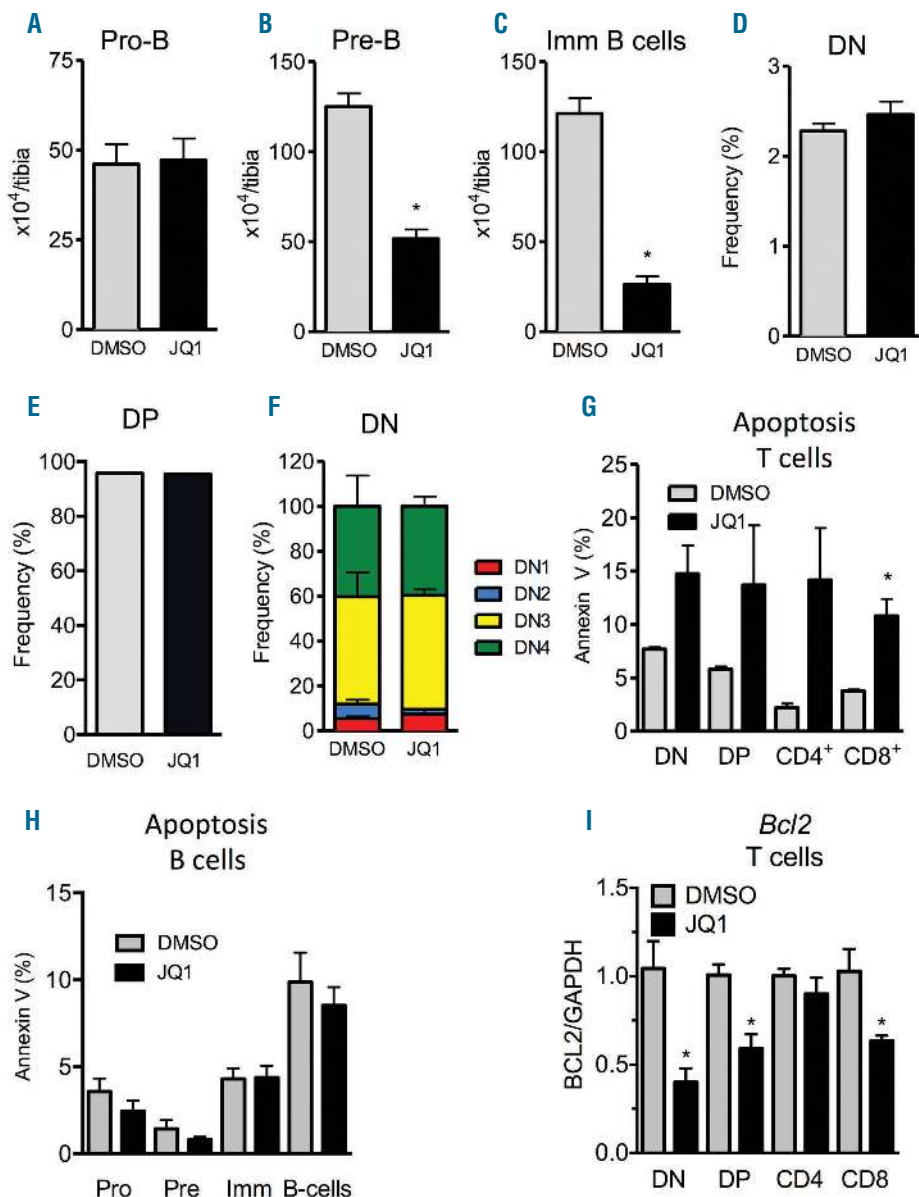 A
Pro-B
75
50
25
0
x10⁴/tibia
DMSO JQ1
B
Pre-B
150
100
50
0
x10⁴/tibia
*
DMSO JQ1
C
Imm B cells
150
100
50
0
x10⁴/tibia
*
DMSO JQ1
D
DN
3
2
1
0
Frequency (%)
DMSO JQ1
E
DP
100
80
60
40
20
0
Frequency (%)
DMSO JQ1
F
DN
120
100
80
60
40
20
0
Frequency (%)
DMSO JQ1
DN1
DN2
DN3
DN4
G
Apoptosis
T cells
25
20
15
10
5
0
Annexin V (%)
DMSO
JQ1
*
DN DP CD4⁺ CD8⁺
H
Apoptosis
B cells
15
10
5
0
Annexin V (%)
DMSO
JQ1
Pro Pre Imm B-cells
I
Bcl2
T cells
1.5
1.0
0.5
0.0
BCL2/GAPDH
DMSO
JQ1
* * *
DN DP CD4 CD8